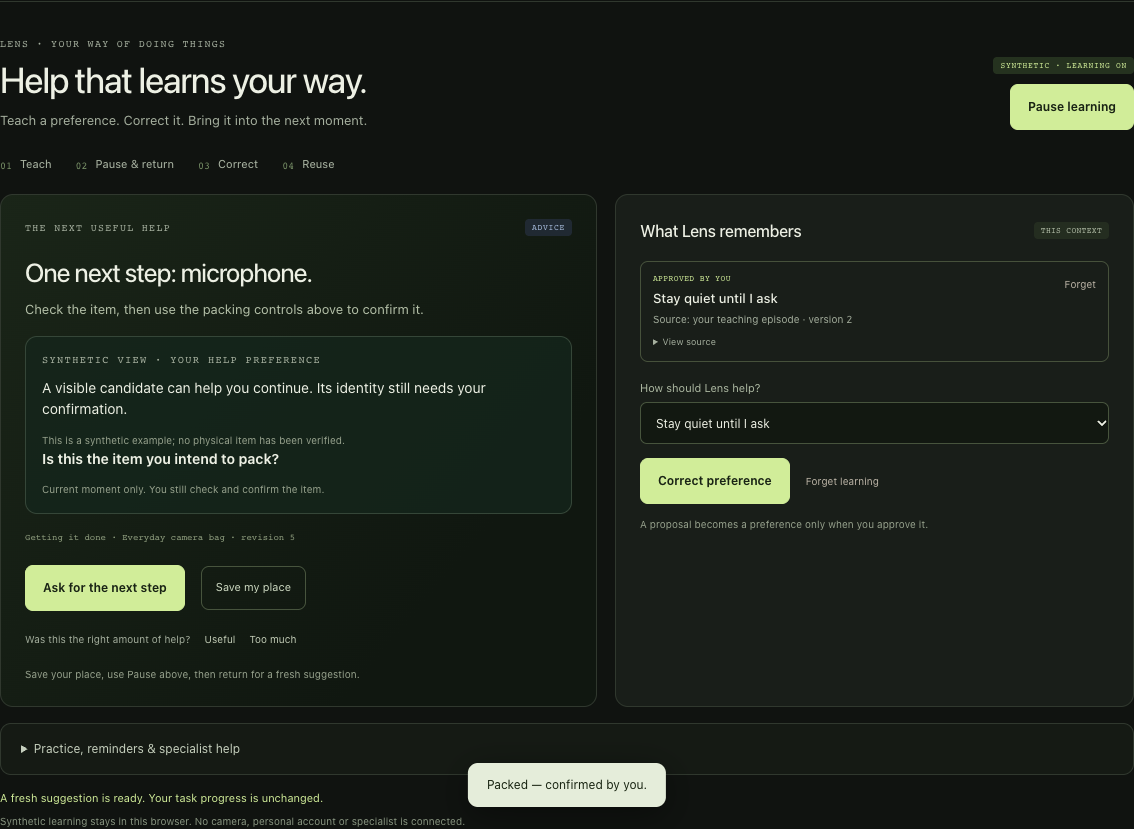 LENS · YOUR WAY OF DOING THINGS
Help that learns your way.
Teach a preference. Correct it. Bring it into the next moment.
SYNTHETIC · LEARNING ON
Pause learning
01 Teach 02 Pause & return 03 Correct 04 Reuse
THE NEXT USEFUL HELP
ADVICE
One next step: microphone.
Check the item, then use the packing controls above to confirm it.
SYNTHETIC VIEW · YOUR HELP PREFERENCE
A visible candidate can help you continue. Its identity still needs your
confirmation.
This is a synthetic example; no physical item has been verified.
Is this the item you intend to pack?
Current moment only. You still check and confirm the item.
Getting it done · Everyday camera bag · revision 5
Ask for the next step
Save my place
Was this the right amount of help? Useful Too much
Save your place, use Pause above, then return for a fresh suggestion.
What Lens remembers
THIS CONTEXT
APPROVED BY YOU
Stay quiet until I ask
Forget
Source: your teaching episode · version 2
View source
How should Lens help?
Stay quiet until I ask
Correct preference
Forget learning
A proposal becomes a preference only when you approve it.
Practice, reminders & specialist help
Packed — confirmed by you.
A fresh suggestion is ready. Your task progress is unchanged.
Synthetic learning stays in this browser. No camera, personal account or specialist is connected.